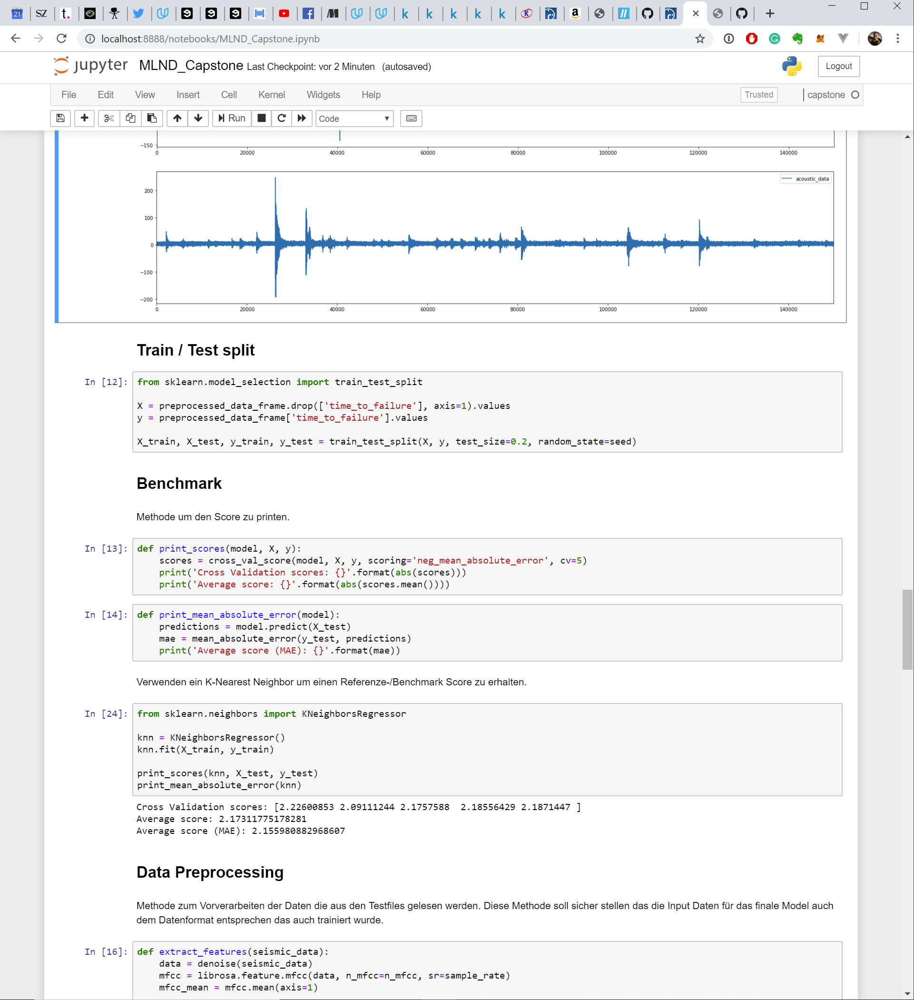 21 SZ t. k k k k k K a //
localhost:8888/notebooks/MLND_Capstone.ipynb
jupyter MLND_Capstone Last Checkpoint: vor 2 Minuten (autosaved) Logout
File Edit View Insert Cell Kernel Widgets Help Trusted capstone
Run Code
−150
0 20000 40000 60000 80000 100000 120000 140000
acoustic_data
200
100
0
−100
−200
0 20000 40000 60000 80000 100000 120000 140000
Train / Test split
In [12]: from sklearn.model_selection import train_test_split
X = preprocessed_data_frame.drop(['time_to_failure'], axis=1).values
y = preprocessed_data_frame['time_to_failure'].values
X_train, X_test, y_train, y_test = train_test_split(X, y, test_size=0.2, random_state=seed)
Benchmark
Methode um den Score zu printen.
In [13]: def print_scores(model, X, y):
scores = cross_val_score(model, X, y, scoring='neg_mean_absolute_error', cv=5)
print('Cross Validation scores: {}'.format(abs(scores)))
print('Average score: {}'.format(abs(scores.mean())))
In [14]: def print_mean_absolute_error(model):
predictions = model.predict(X_test)
mae = mean_absolute_error(y_test, predictions)
print('Average score (MAE): {}'.format(mae))
Verwenden ein K-Nearest Neighbor um einen Referenze-/Benchmark Score zu erhalten.
In [24]: from sklearn.neighbors import KNeighborsRegressor
knn = KNeighborsRegressor()
knn.fit(X_train, y_train)
print_scores(knn, X_test, y_test)
print_mean_absolute_error(knn)
Cross Validation scores: [2.22600853 2.09111244 2.1757588  2.18556429 2.1871447 ]
Average score: 2.17311775178281
Average score (MAE): 2.155980882968607
Data Preprocessing
Methode zum Vorverarbeiten der Daten die aus den Testfiles gelesen werden. Diese Methode soll sicher stellen das die Input Daten für das finale Model auch
dem Datenformat entsprechen das auch trainiert wurde.
In [16]: def extract_features(seismic_data):
data = denoise(seismic_data)
mfcc = librosa.feature.mfcc(data, n_mfcc=n_mfcc, sr=sample_rate)
mfcc_mean = mfcc.mean(axis=1)